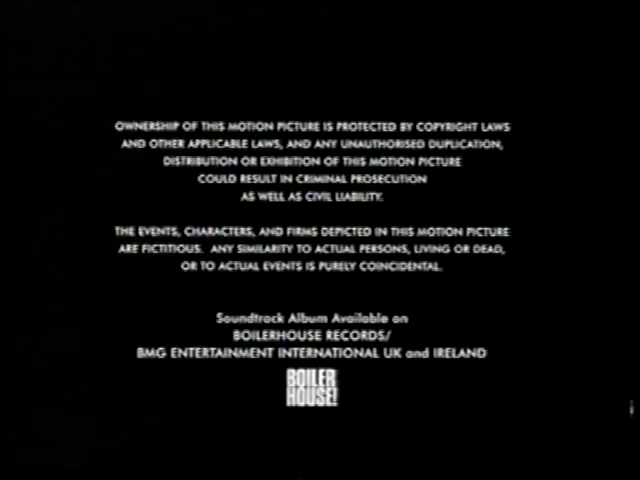 OWNERSHIP OF THIS MOTION PICTURE IS PROTECTED BY COPYRIGHT LAWS
AND OTHER APPLICABLE LAWS, AND ANY UNAUTHORISED DUPLICATION,
DISTRIBUTION OR EXHIBITION OF THIS MOTION PICTURE
COULD RESULT IN CRIMINAL PROSECUTION
AS WELL AS CIVIL LIABILITY.
THE EVENTS, CHARACTERS, AND FIRMS DEPICTED IN THIS MOTION PICTURE
ARE FICTITIOUS. ANY SIMILARITY TO ACTUAL PERSONS, LIVING OR DEAD,
OR TO ACTUAL EVENTS IS PURELY COINCIDENTAL.
Soundtrack Album Available on
BOILERHOUSE RECORDS/
BMG ENTERTAINMENT INTERNATIONAL UK and IRELAND
BOILER
HOUSE!